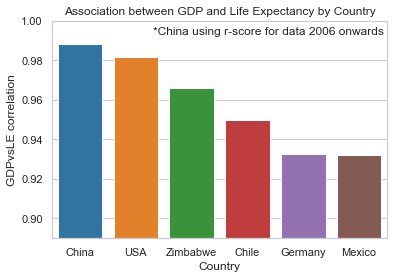 Association between GDP and Life Expectancy by Country
*China using r-score for data 2006 onwards
GDPvsLE correlation
1.00
0.98
0.96
0.94
0.92
0.90
China USA Zimbabwe Chile Germany Mexico
Country